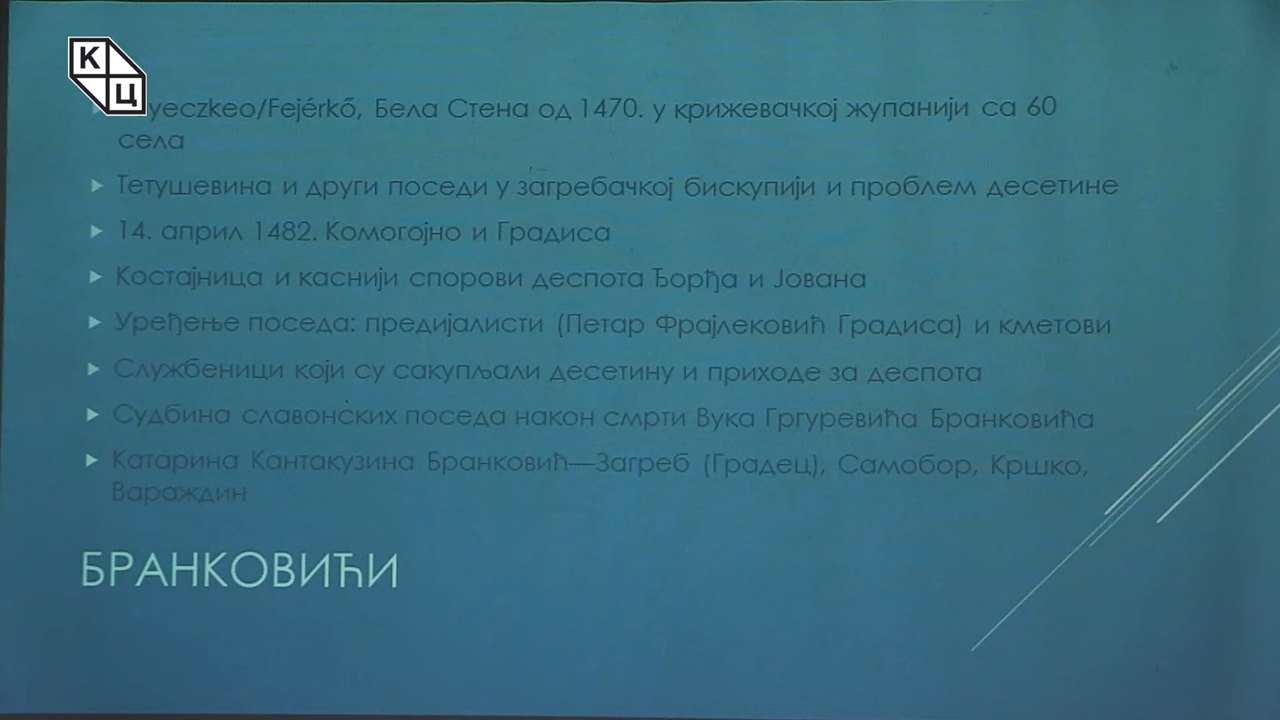 К
Ц
Fejérkő, Бела Стена од 1470. у крижевачкој жупанији са 60
села
Тетушевина и други поседи у загребачкој бискупији и проблем десетине
14. април 1482. Комогојно и Градиса
Костајница и каснији спорови деспота Ђорђа и Јована
Уређење поседа: предијалисти (Петар Фрајлековић Градиса) и кметови
Службеници који су сакупљали десетину и приходе за деспота
Судбина славонских поседа након смрти Вука Гргуревића Бранковића
Катарина Кантакузина Бранковић—Загреб (Градец), Самобор, Кршко,
Вараждин
БРАНКОВИЋИ